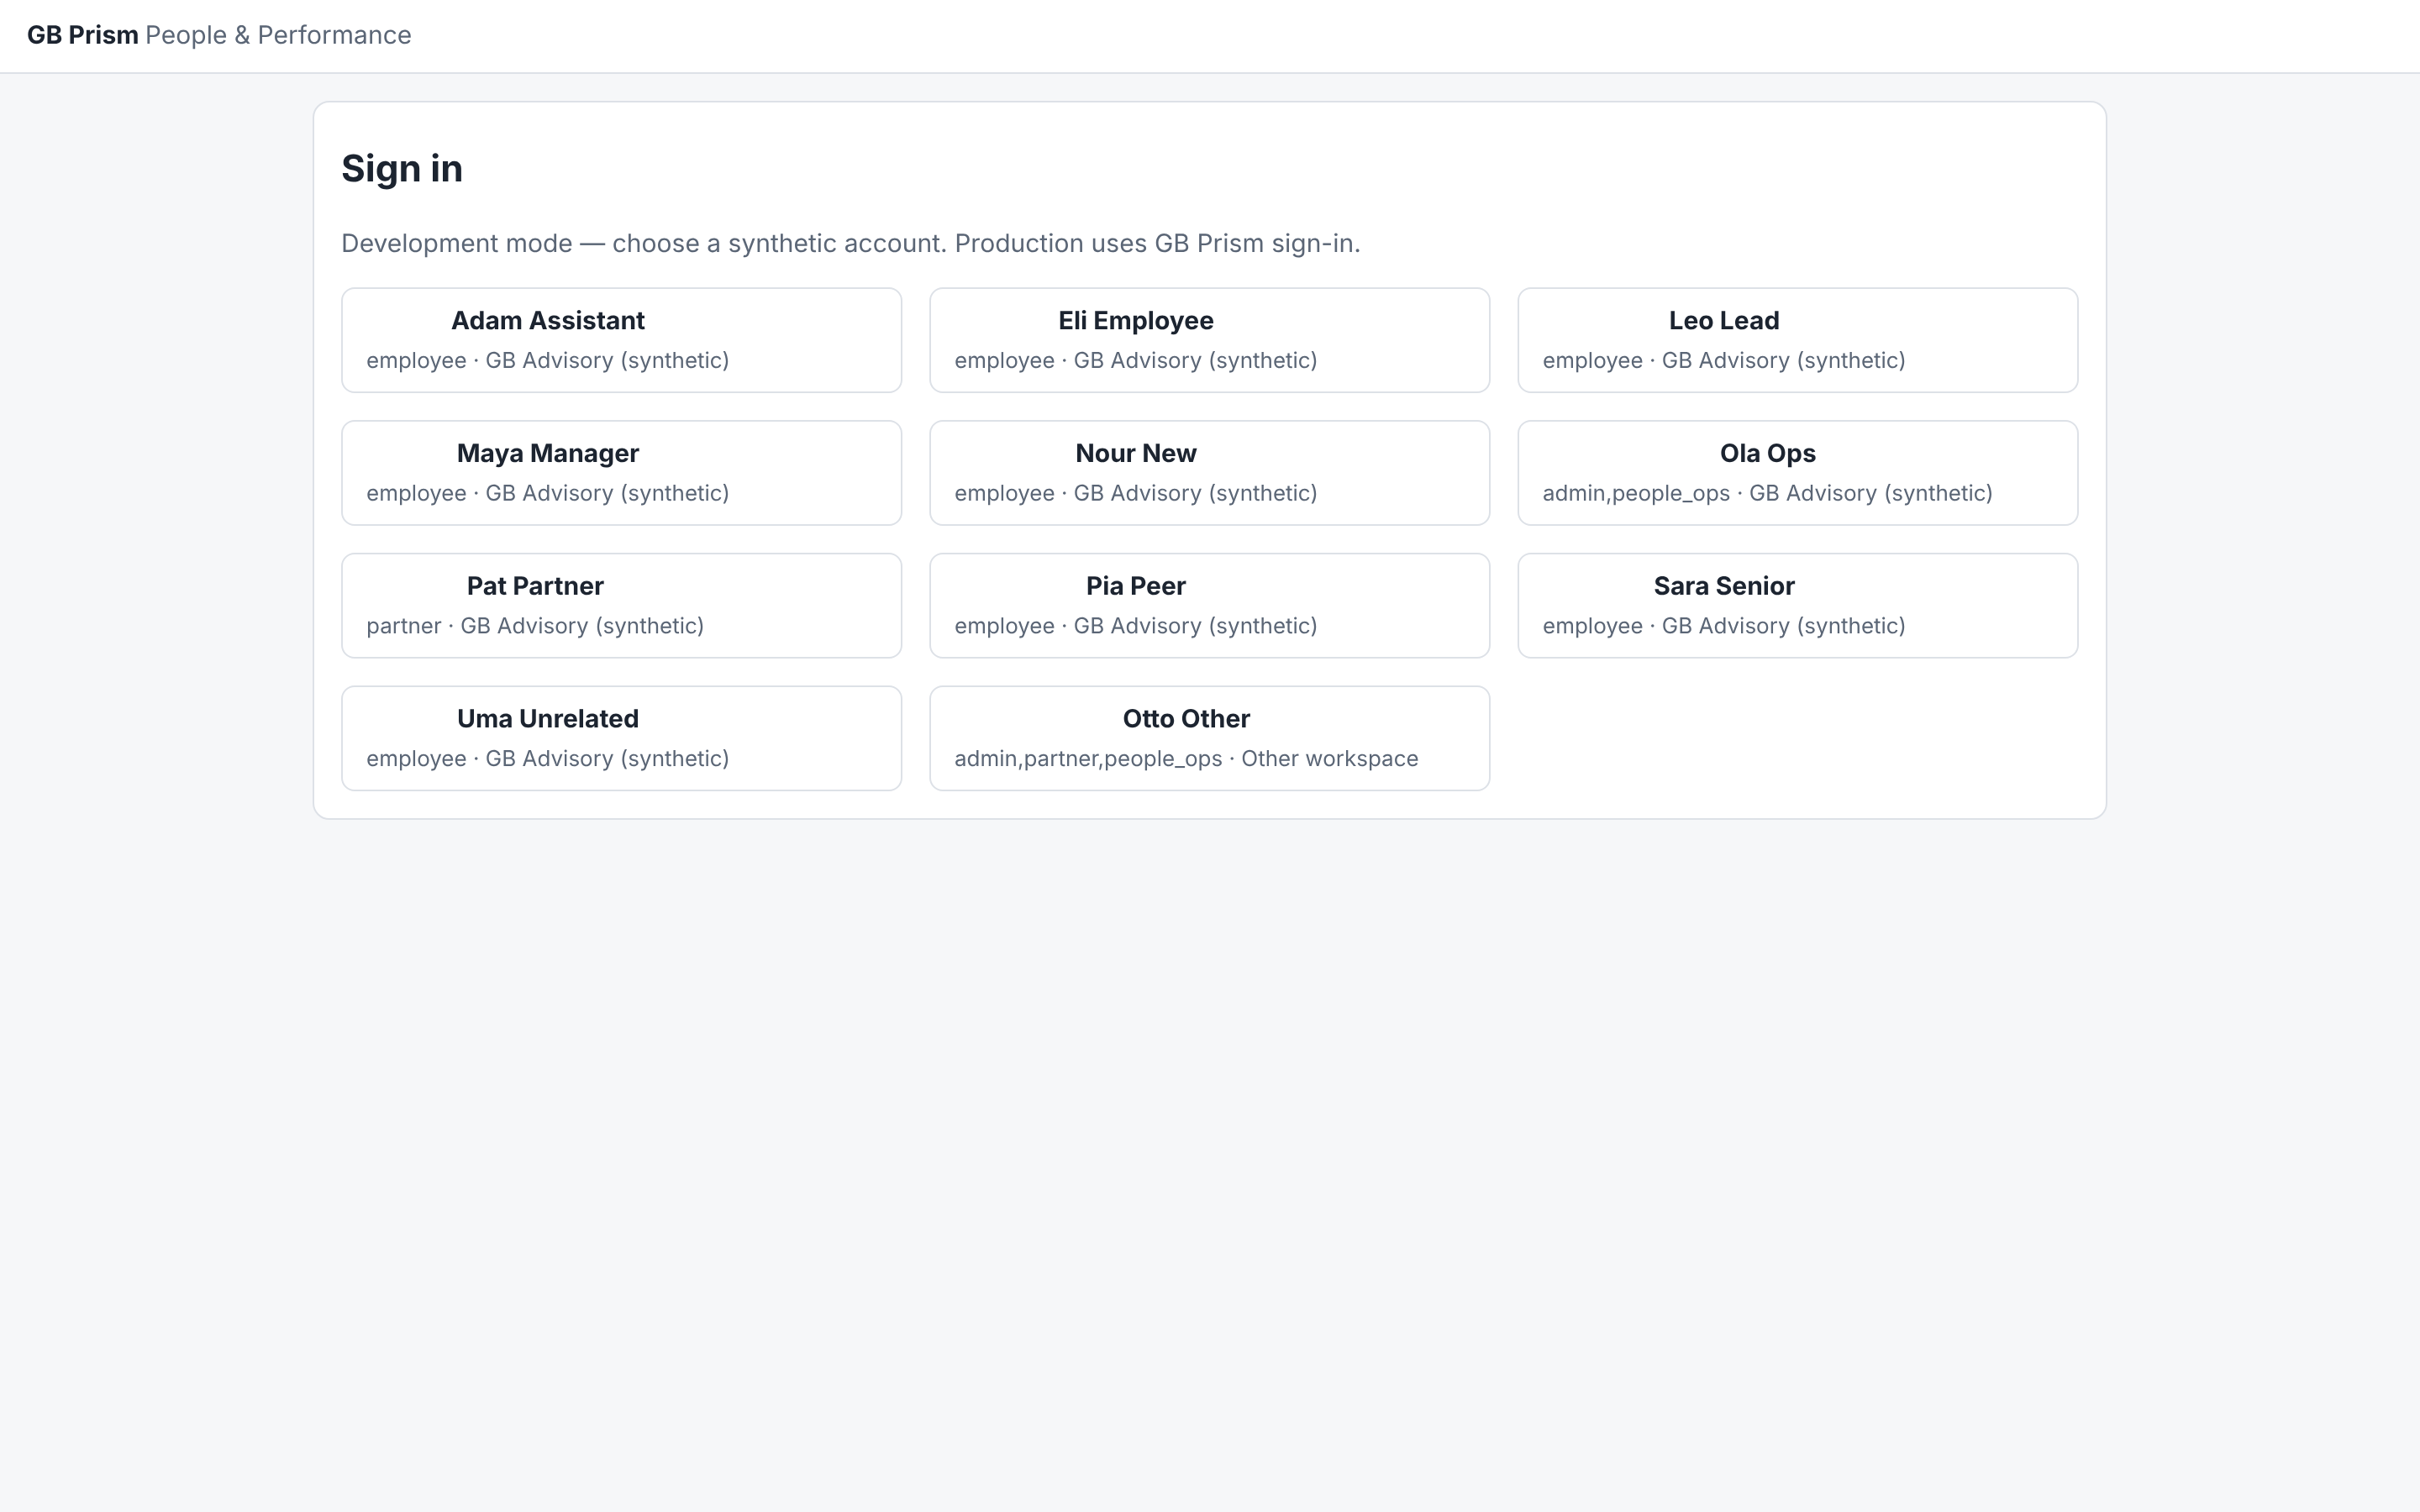 GB Prism People & Performance
Sign in
Development mode — choose a synthetic account. Production uses GB Prism sign-in.
Adam Assistant
employee · GB Advisory (synthetic)
Eli Employee
employee · GB Advisory (synthetic)
Leo Lead
employee · GB Advisory (synthetic)
Maya Manager
employee · GB Advisory (synthetic)
Nour New
employee · GB Advisory (synthetic)
Ola Ops
admin,people_ops · GB Advisory (synthetic)
Pat Partner
partner · GB Advisory (synthetic)
Pia Peer
employee · GB Advisory (synthetic)
Sara Senior
employee · GB Advisory (synthetic)
Uma Unrelated
employee · GB Advisory (synthetic)
Otto Other
admin,partner,people_ops · Other workspace